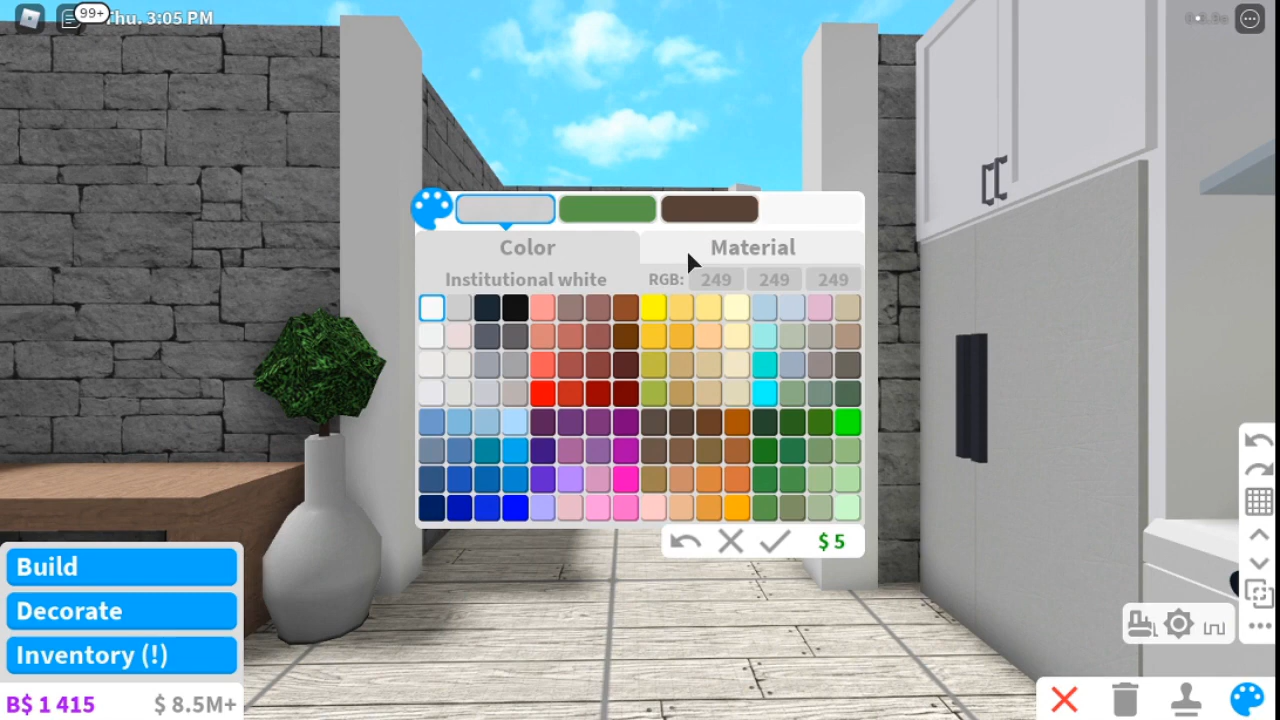 99+
Thu. 3:05 PM
Color
Material
Institutional white
RGB: 249 249 249
$ 5
Build
Decorate
Inventory (!)
B$ 1 415
$ 8.5M+